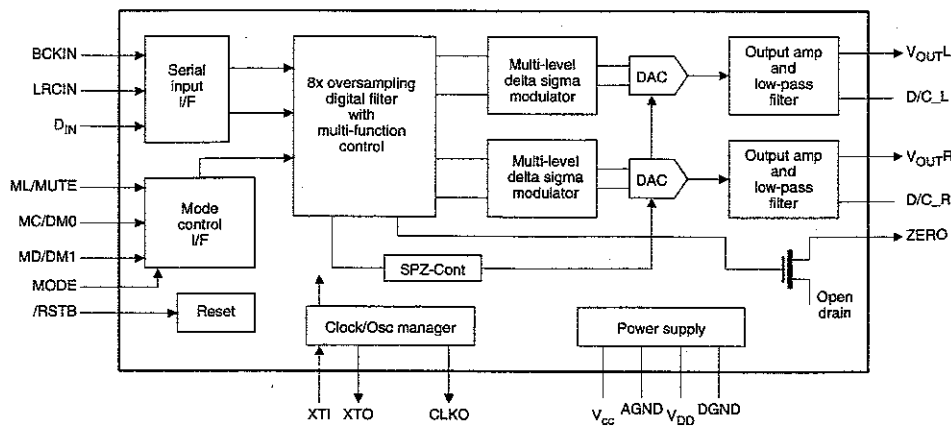 BCKIN
LRCIN
DIN
ML/MUTE
MC/DM0
MD/DM1
MODE
/RSTB
Serial
input
I/F
Mode
control
I/F
Reset
8x oversampling
digital filter
with
multi-function
control
Multi-level
delta sigma
modulator
DAC
Output amp
and
low-pass
filter
VOUTL
D/C_L
Multi-level
delta sigma
modulator
DAC
Output amp
and
low-pass
filter
VOUTR
D/C_R
ZERO
SPZ-Cont
Open
drain
Clock/Osc manager
Power supply
XTI
XTO
CLKO
Vcc
AGND
VDD
DGND